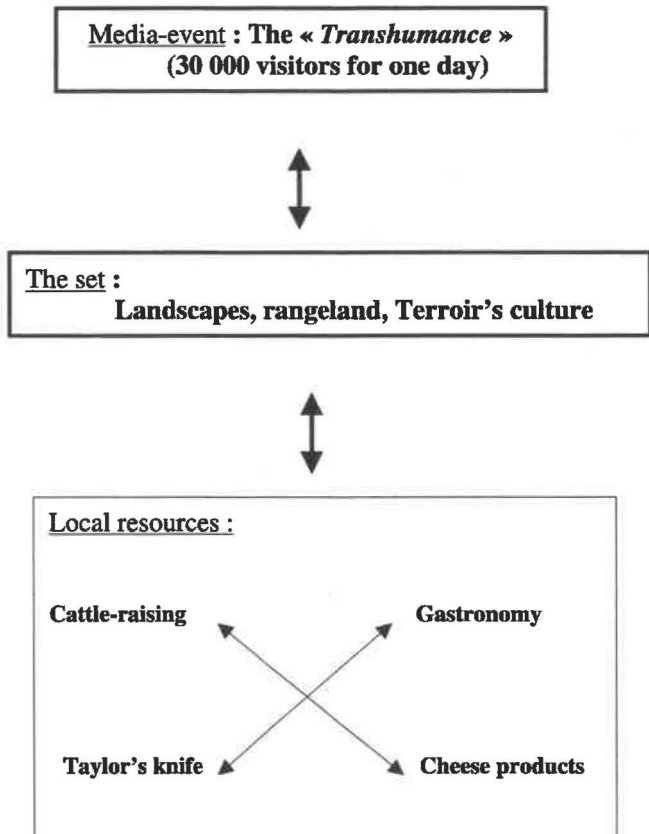 Media-event : The « Transhumance »
(30 000 visitors for one day)
The set :
Landscapes, rangeland, Terroir's culture
Local resources :
Cattle-raising Gastronomy
Taylor's knife Cheese products